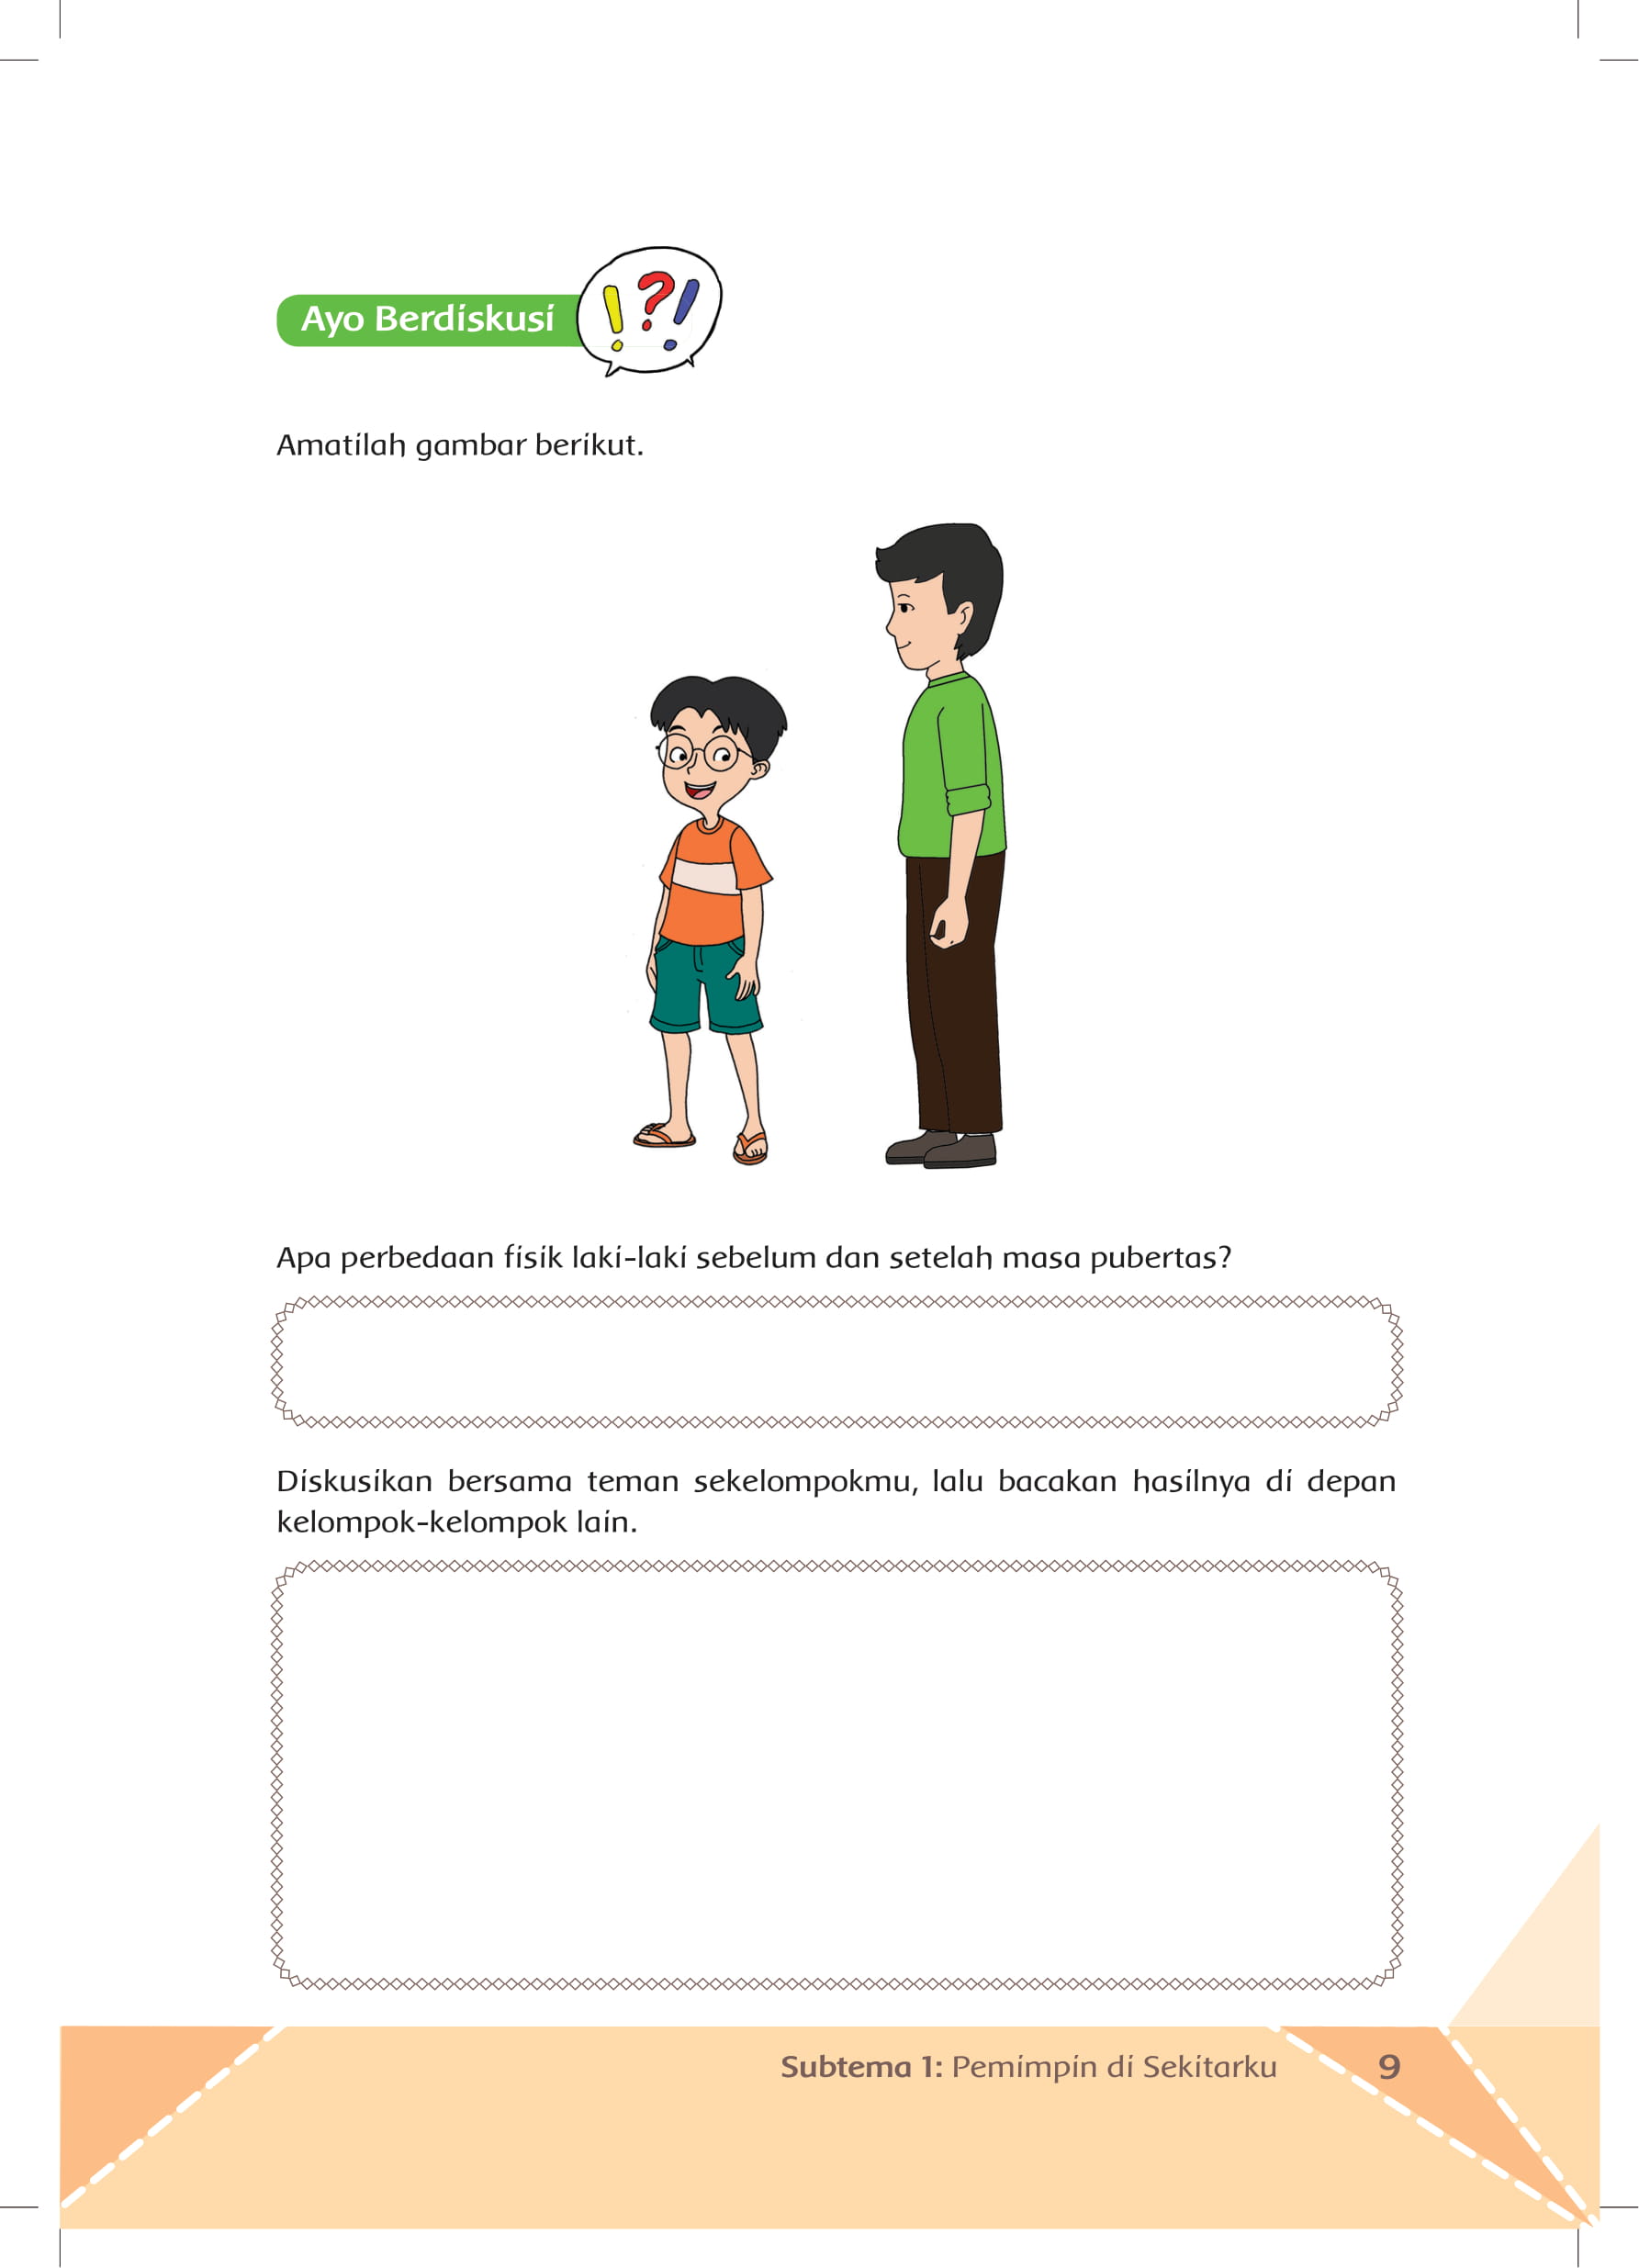 Ayo Berdiskusi
Amatilah gambar berikut.
Apa perbedaan fisik laki-laki sebelum dan setelah masa pubertas?
Diskusikan bersama teman sekelompokmu, lalu bacakan hasilnya di depan
kelompok-kelompok lain.
Subtema 1: Pemimpin di Sekitarku 9